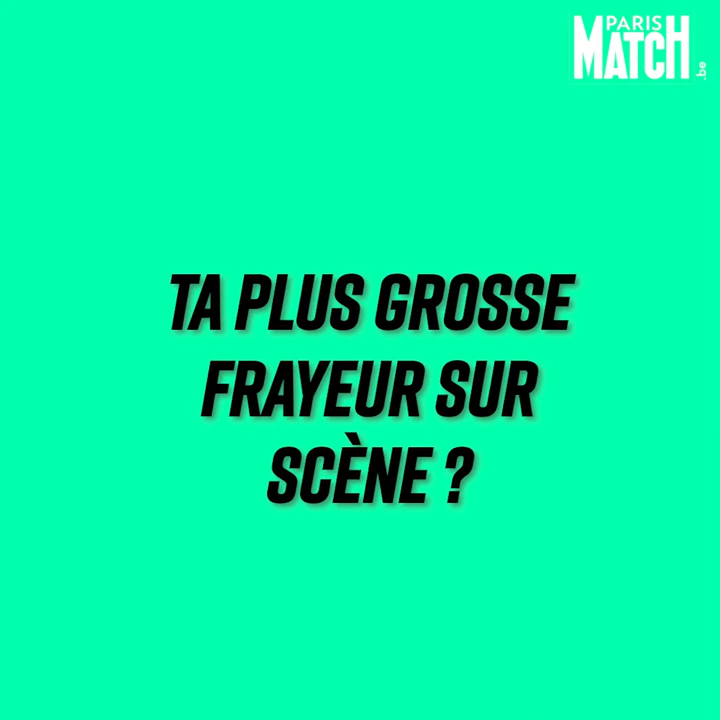 PARIS
MATCH
.be
TA PLUS GROSSE
FRAYEUR SUR
SCÈNE ?